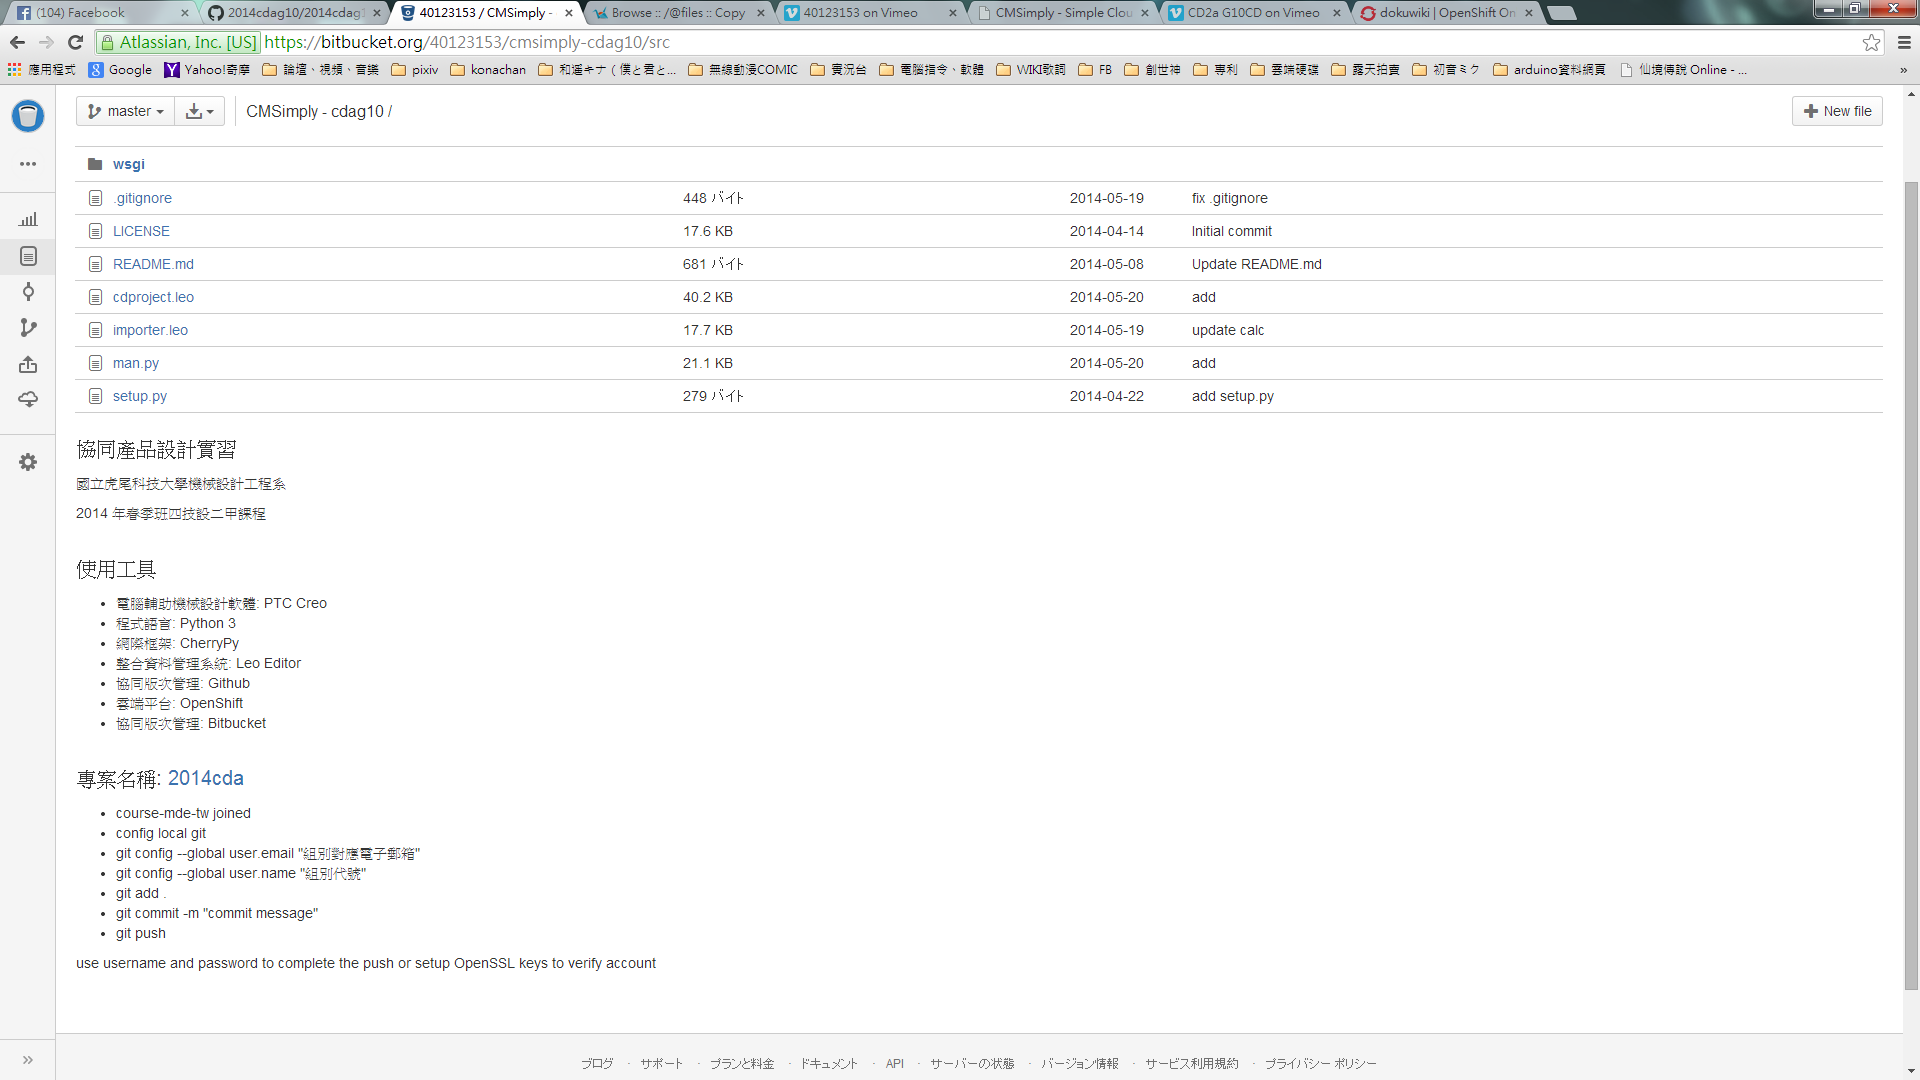 (104) Facebook
2014cdag10/2014cdag1
40123153 / CMSimply -
Browse :: /@files :: Copy
40123153 on Vimeo
CMSimply - Simple Clou
CD2a G10CD on Vimeo
dokuwiki | OpenShift On
Atlassian, Inc. [US] https://bitbucket.org/40123153/cmsimply-cdag10/src
應用程式 Google Yahoo!奇摩 論壇、視頻、音樂 pixiv konachan 和遥キナ ( 僕と君と... 無線動漫COMIC 實況台 電腦指令、軟體 WIKI歌詞 FB 創世神 專利 雲端硬碟 露天拍賣 初音ミク arduino資料網頁 仙境傳說 Online - ... »
master CMSimply - cdag10 / New file
wsgi
.gitignore 448 バイト 2014-05-19 fix .gitignore
LICENSE 17.6 KB 2014-04-14 Initial commit
README.md 681 バイト 2014-05-08 Update README.md
cdproject.leo 40.2 KB 2014-05-20 add
importer.leo 17.7 KB 2014-05-19 update calc
man.py 21.1 KB 2014-05-20 add
setup.py 279 バイト 2014-04-22 add setup.py
協同產品設計實習
國立虎尾科技大學機械設計工程系
2014 年春季班四技設二甲課程
使用工具
• 電腦輔助機械設計軟體: PTC Creo
• 程式語言: Python 3
• 網際框架: CherryPy
• 整合資料管理系統: Leo Editor
• 協同版次管理: Github
• 雲端平台: OpenShift
• 協同版次管理: Bitbucket
專案名稱: 2014cda
• course-mde-tw joined
• config local git
• git config --global user.email "組別對應電子郵箱"
• git config --global user.name "組別代號"
• git add .
• git commit -m "commit message"
• git push
use username and password to complete the push or setup OpenSSL keys to verify account
ブログ · サポート · プランと料金 · ドキュメント · API · サーバーの状態 · バージョン情報 · サービス利用規約 · プライバシー ポリシー